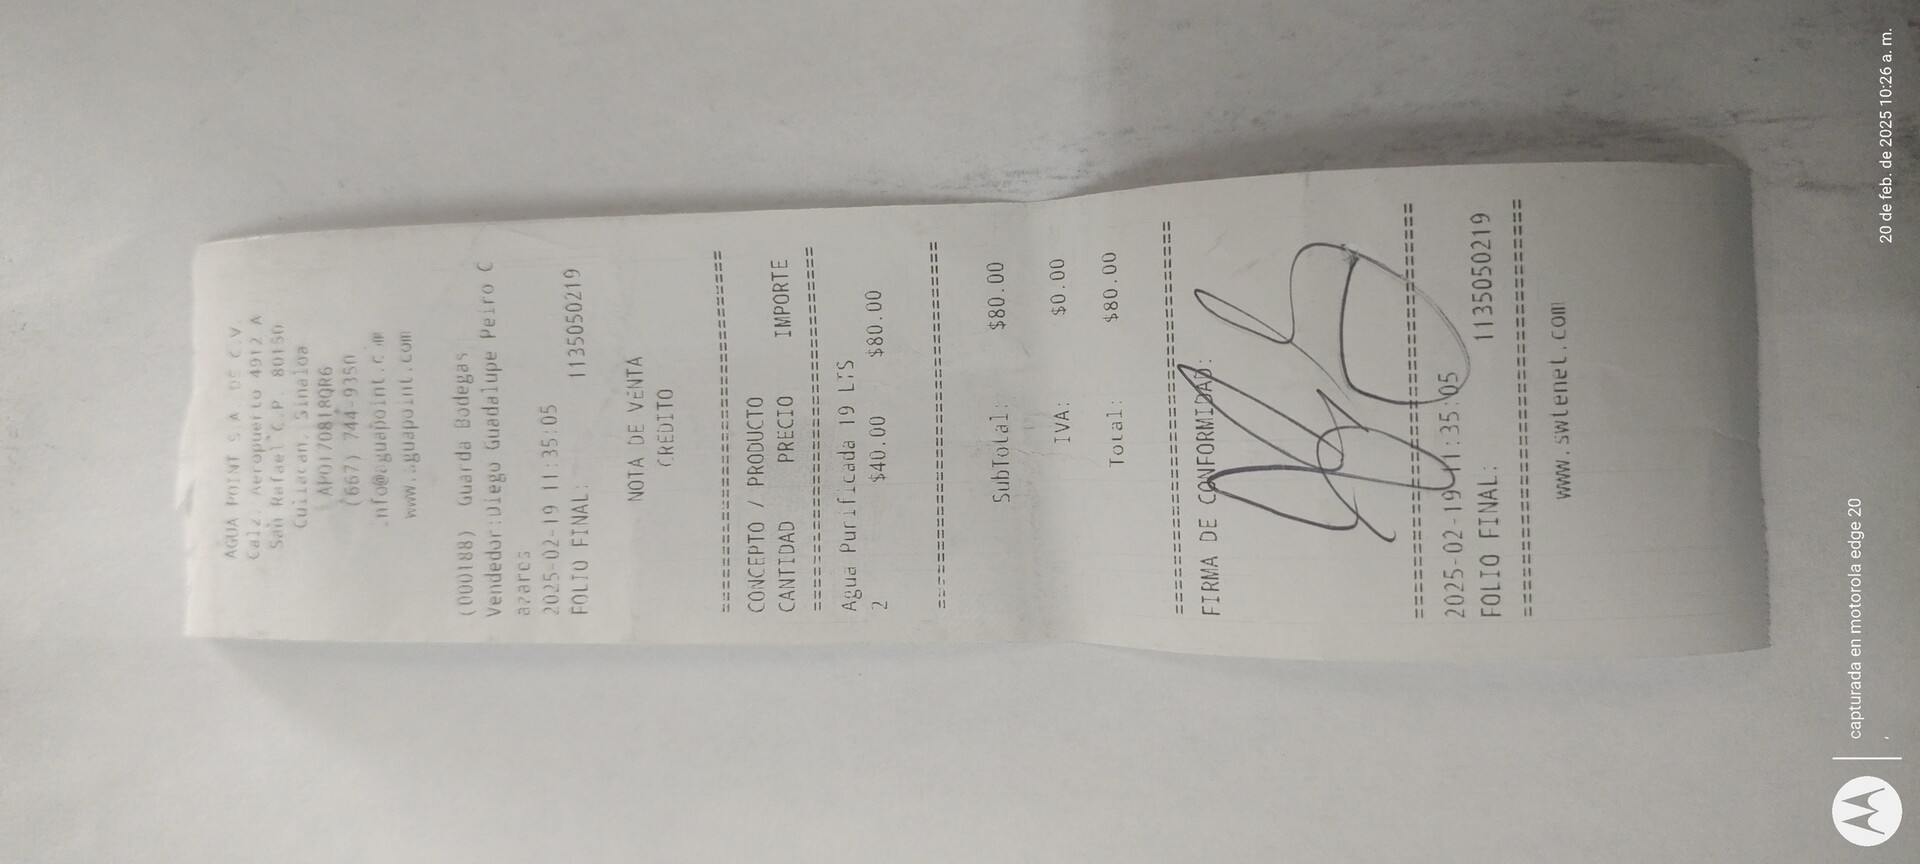 AGUA POINT S.A. DE C.V.
Calz. Aeropuerto 4912 A
San Rafael C.P. 80150
Culiacan, Sinaloa
APO170818QR6
(667) 744-9350
info@aguapoint.com
www.aguapoint.com
(000188) Guarda Bodegas
Vendedor:Diego Guadalupe Peiro C
azares
2025-02-19 11:35:05
FOLIO FINAL: 1135050219
NOTA DE VENTA
CREDITO
================================
CONCEPTO / PRODUCTO
CANTIDAD PRECIO IMPORTE
================================
Agua Purificada 19 LTS
2 $40.00 $80.00
================================
SubTotal: $80.00
IVA: $0.00
Total: $80.00
================================
FIRMA DE CONFORMIDAD:
================================
2025-02-19 11:35:05
FOLIO FINAL: 1135050219
================================
www.swtenet.com
capturada en motorola edge 20
20 de feb. de 2025 10:26 a. m.